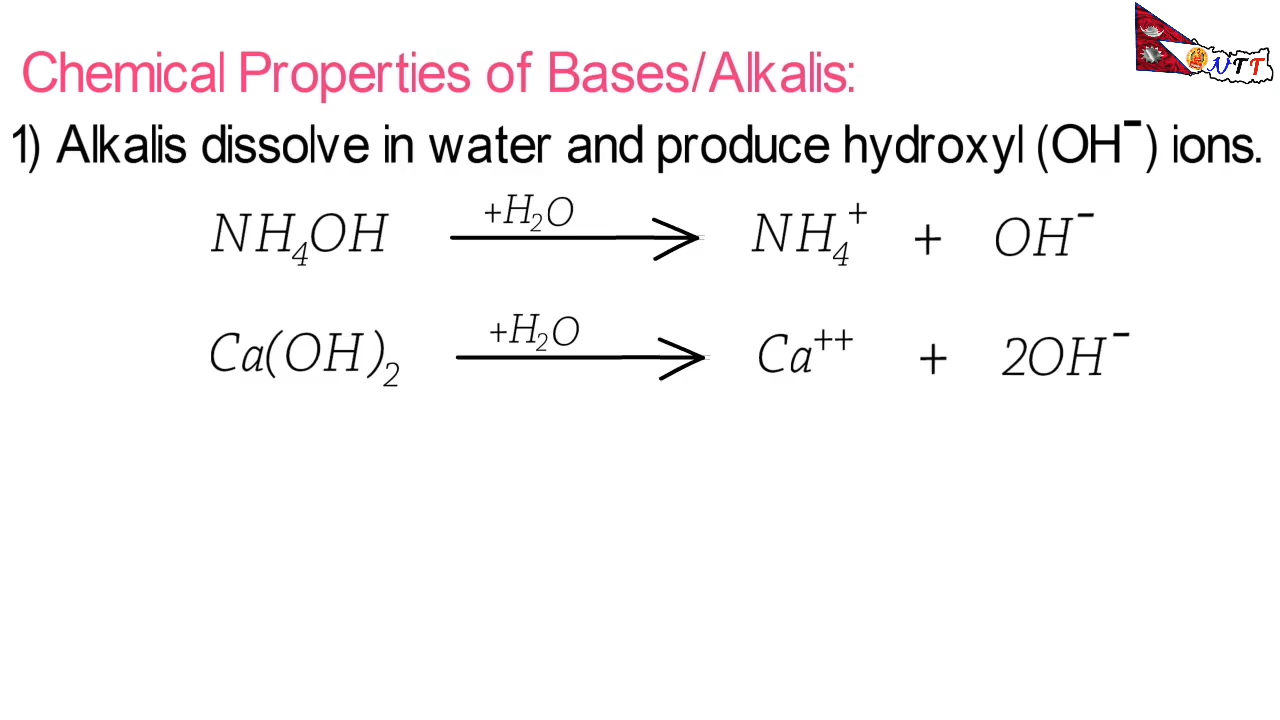 NTT
Chemical Properties of Bases/Alkalis:
1) Alkalis dissolve in water and produce hydroxyl (OH⁻) ions.
NH₄OH +H₂O → NH₄⁺ + OH⁻
Ca(OH)₂ +H₂O → Ca⁺⁺ + 2OH⁻